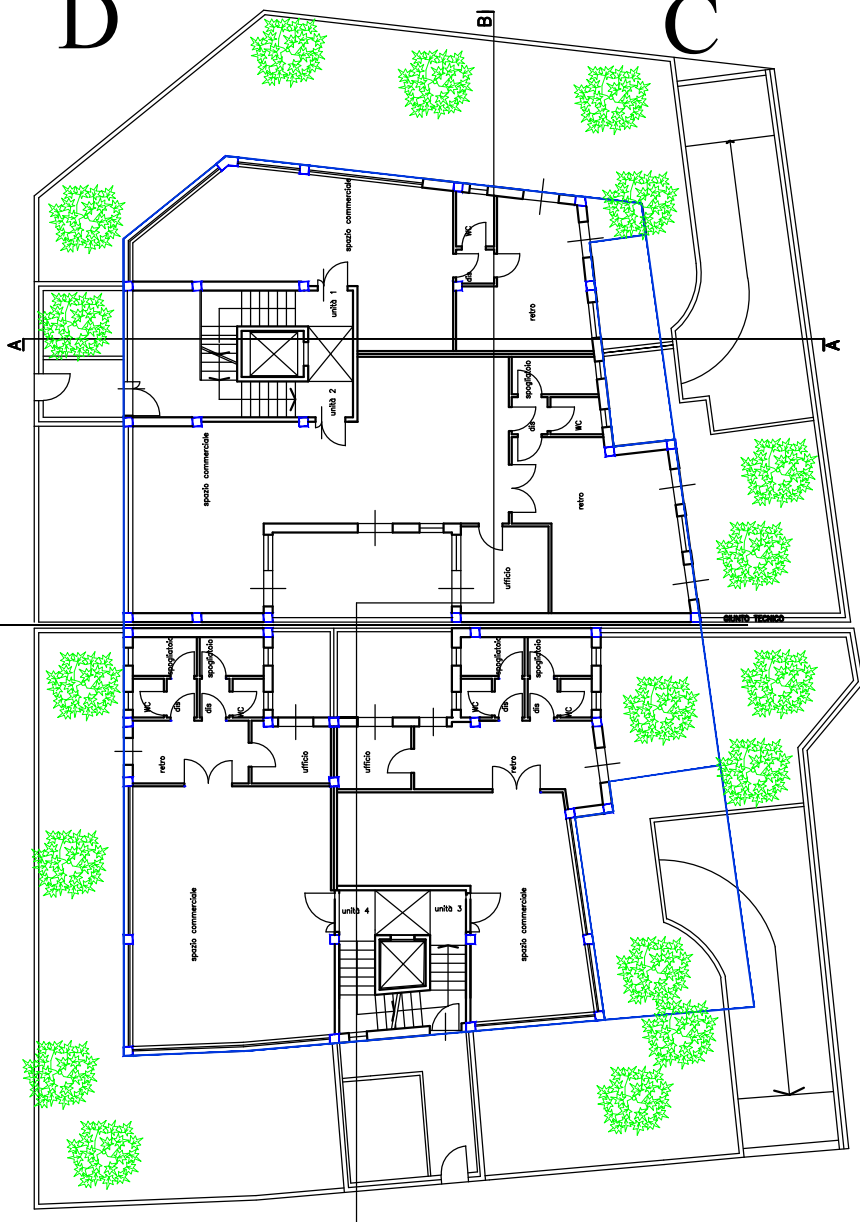 D
C
B
spazio commerciale
WC
dis
unità 1
retro
A
A
unità 2
spogliatoio
dis
WC
spazio commerciale
retro
ufficio
GIUNTO TECNICO
spogliatoio
spogliatoio
spogliatoio
spogliatoio
WC
dis
dis
WC
WC
dis
dis
WC
retro
ufficio
ufficio
retro
spazio commerciale
unità 4
unità 3
spazio commerciale